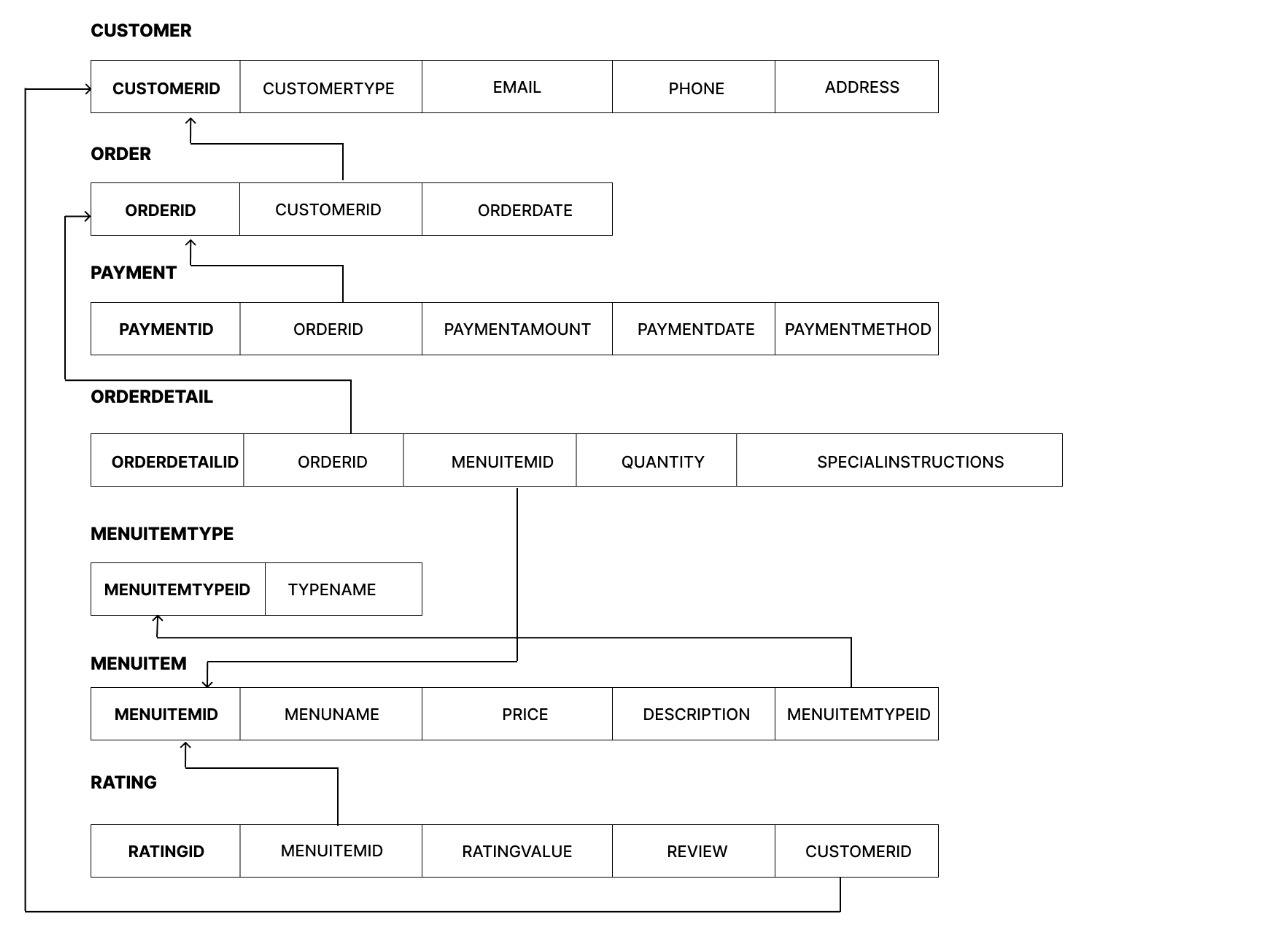 CUSTOMER
CUSTOMERID CUSTOMERTYPE EMAIL PHONE ADDRESS
ORDER
ORDERID CUSTOMERID ORDERDATE
PAYMENT
PAYMENTID ORDERID PAYMENTAMOUNT PAYMENTDATE PAYMENTMETHOD
ORDERDETAIL
ORDERDETAILID ORDERID MENUITEMID QUANTITY SPECIALINSTRUCTIONS
MENUITEMTYPE
MENUITEMTYPEID TYPENAME
MENUITEM
MENUITEMID MENUNAME PRICE DESCRIPTION MENUITEMTYPEID
RATING
RATINGID MENUITEMID RATINGVALUE REVIEW CUSTOMERID